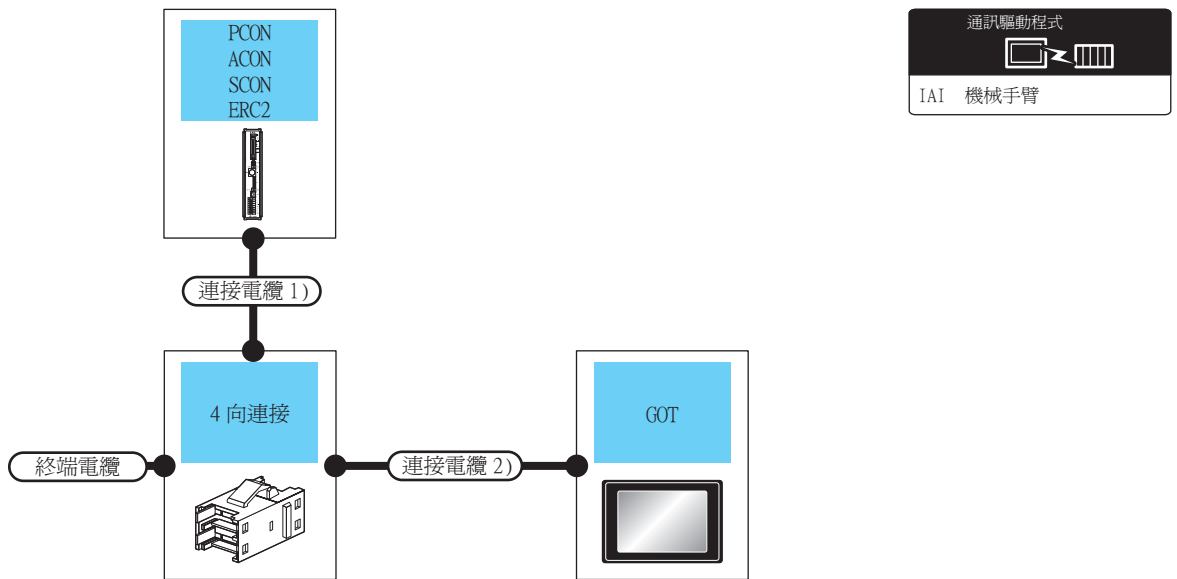 PCON
ACON
SCON
ERC2
通訊驅動程式
IAI 機械手臂
連接電纜 1)
4 向連接
GOT
終端電纜
連接電纜 2)